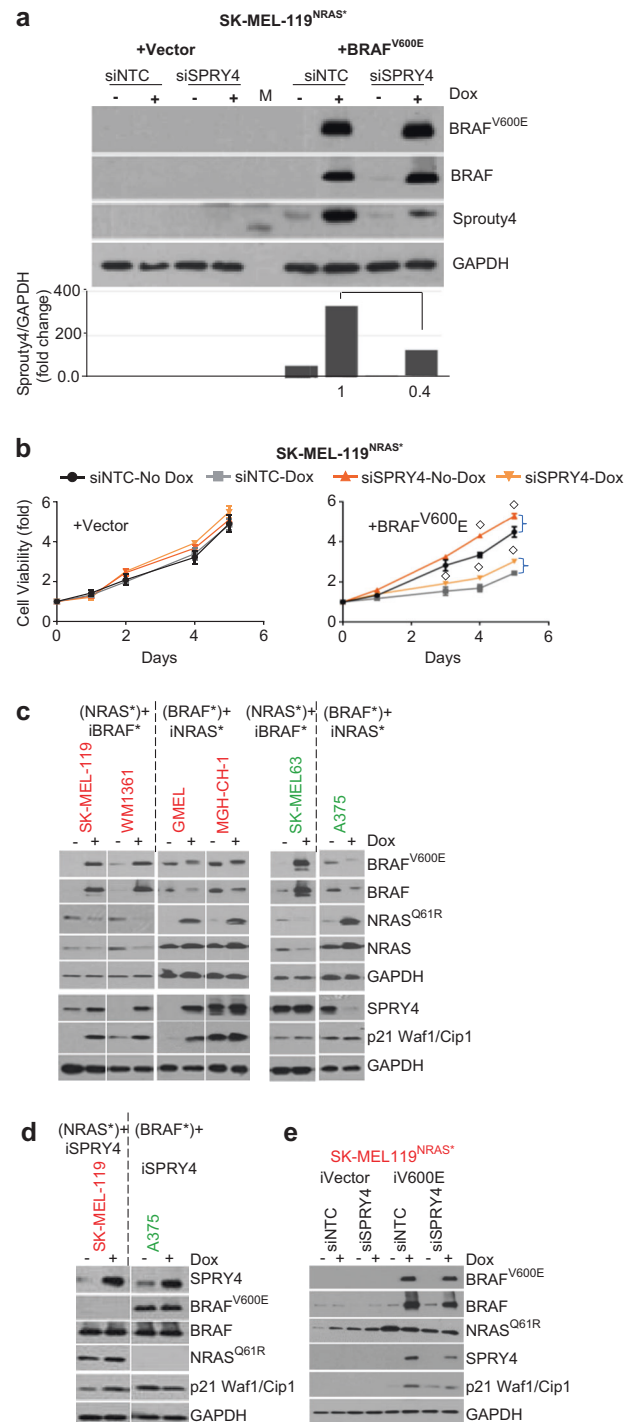 a
SK-MEL-119NRAS*
+Vector +BRAFV600E
siNTC siSPRY4 siNTC siSPRY4
- + - + M - + - + Dox
BRAFV600E
BRAF
Sprouty4
GAPDH
Sprouty4/GAPDH
(fold change)
400
200
0.0
1 0.4
b
SK-MEL-119NRAS*
siNTC-No Dox siNTC-Dox siSPRY4-No-Dox siSPRY4-Dox
Cell Viability (fold)
6
4
2
0
+Vector
0 2 4 6
Days
6
4
2
0
+BRAFV600E
0 2 4 6
Days
c
(NRAS*)+ (BRAF*)+ (NRAS*)+ (BRAF*)+
iBRAF* iNRAS* iBRAF* iNRAS*
SK-MEL-119 WM1361 GMEL MGH-CH-1 SK-MEL63 A375
- + - + - + - + - + - + Dox
BRAFV600E
BRAF
NRASQ61R
NRAS
GAPDH
SPRY4
p21 Waf1/Cip1
GAPDH
d
(NRAS*)+ (BRAF*)+
iSPRY4 iSPRY4
SK-MEL-119 A375
- + - + Dox
SPRY4
BRAFV600E
BRAF
NRASQ61R
p21 Waf1/Cip1
GAPDH
e
SK-MEL119NRAS*
iVector iV600E
siNTC siSPRY4 siNTC siSPRY4
- + - + - + - + Dox
BRAFV600E
BRAF
NRASQ61R
SPRY4
p21 Waf1/Cip1
GAPDH